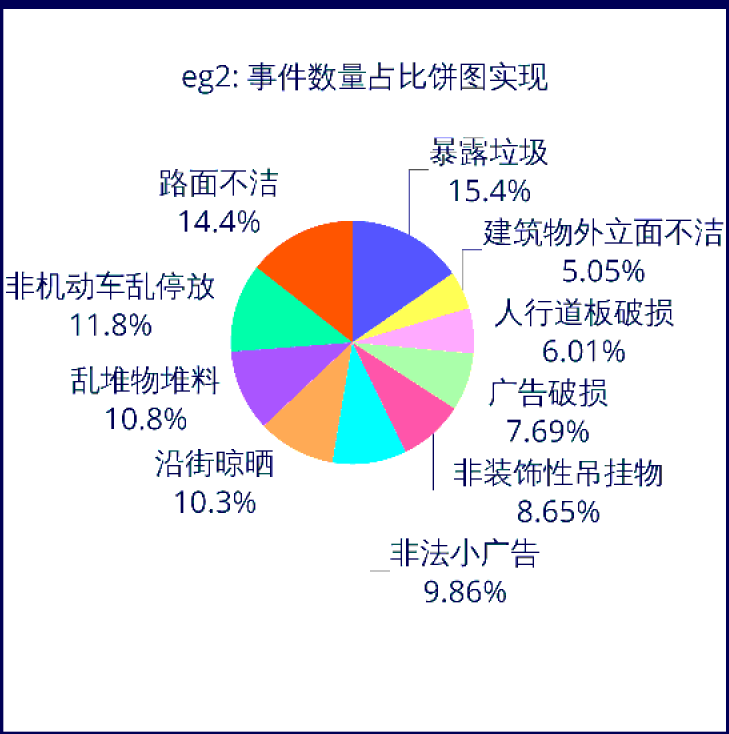 eg2: 事件数量占比饼图实现
暴露垃圾
15.4%
路面不洁
14.4%
建筑物外立面不洁
5.05%
非机动车乱停放
11.8%
人行道板破损
6.01%
乱堆物堆料
10.8%
广告破损
7.69%
沿街晾晒
10.3%
非装饰性吊挂物
8.65%
非法小广告
9.86%